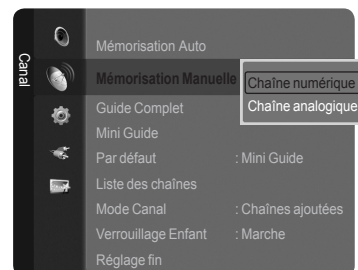 Canal
Mémorisation Auto
Mémorisation Manuelle
Chaîne numérique
Chaîne analogique
Guide Complet
Mini Guide
Par défaut : Mini Guide
Liste des chaînes
Mode Canal : Chaînes ajoutées
Verrouillage Enfant : Marche
Réglage fin